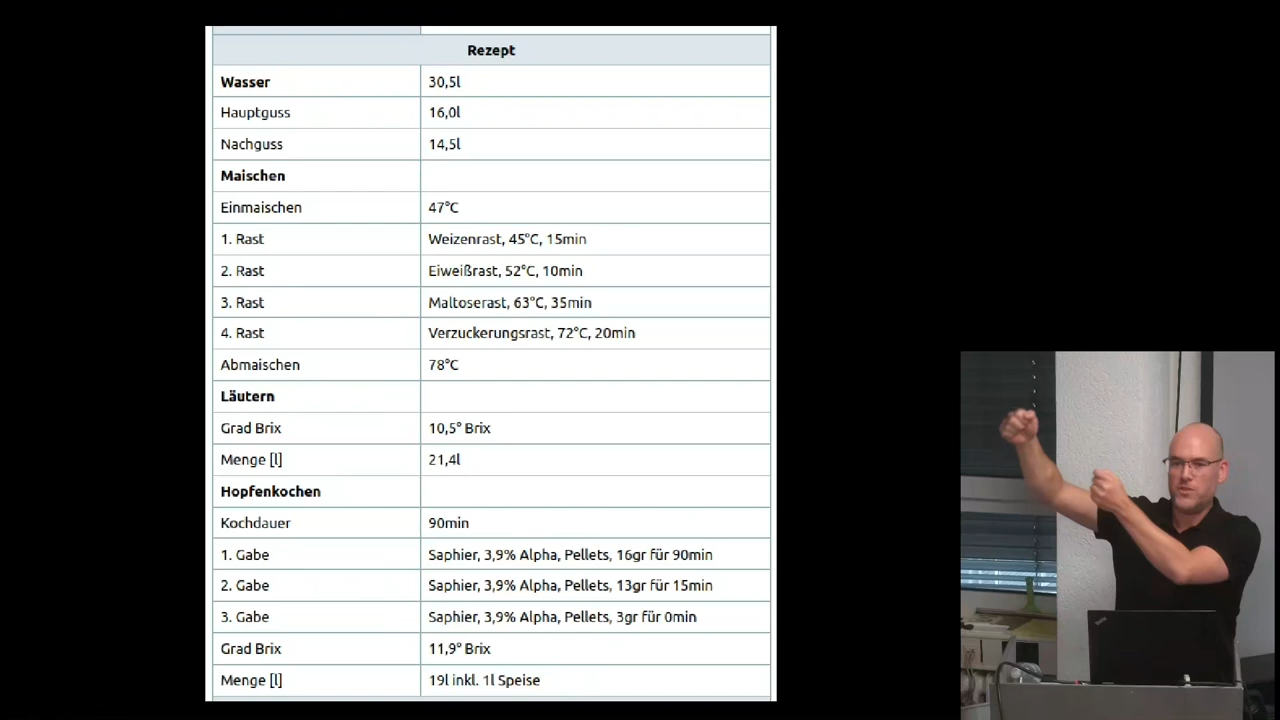 Rezept
Wasser 30,5l
Hauptguss 16,0l
Nachguss 14,5l
Maischen
Einmaischen 47°C
1. Rast Weizenrast, 45°C, 15min
2. Rast Eiweißrast, 52°C, 10min
3. Rast Maltoserast, 63°C, 35min
4. Rast Verzuckerungsrast, 72°C, 20min
Abmaischen 78°C
Läutern
Grad Brix 10,5° Brix
Menge [l] 21,4l
Hopfenkochen
Kochdauer 90min
1. Gabe Saphier, 3,9% Alpha, Pellets, 16gr für 90min
2. Gabe Saphier, 3,9% Alpha, Pellets, 13gr für 15min
3. Gabe Saphier, 3,9% Alpha, Pellets, 3gr für 0min
Grad Brix 11,9° Brix
Menge [l] 19l inkl. 1l Speise